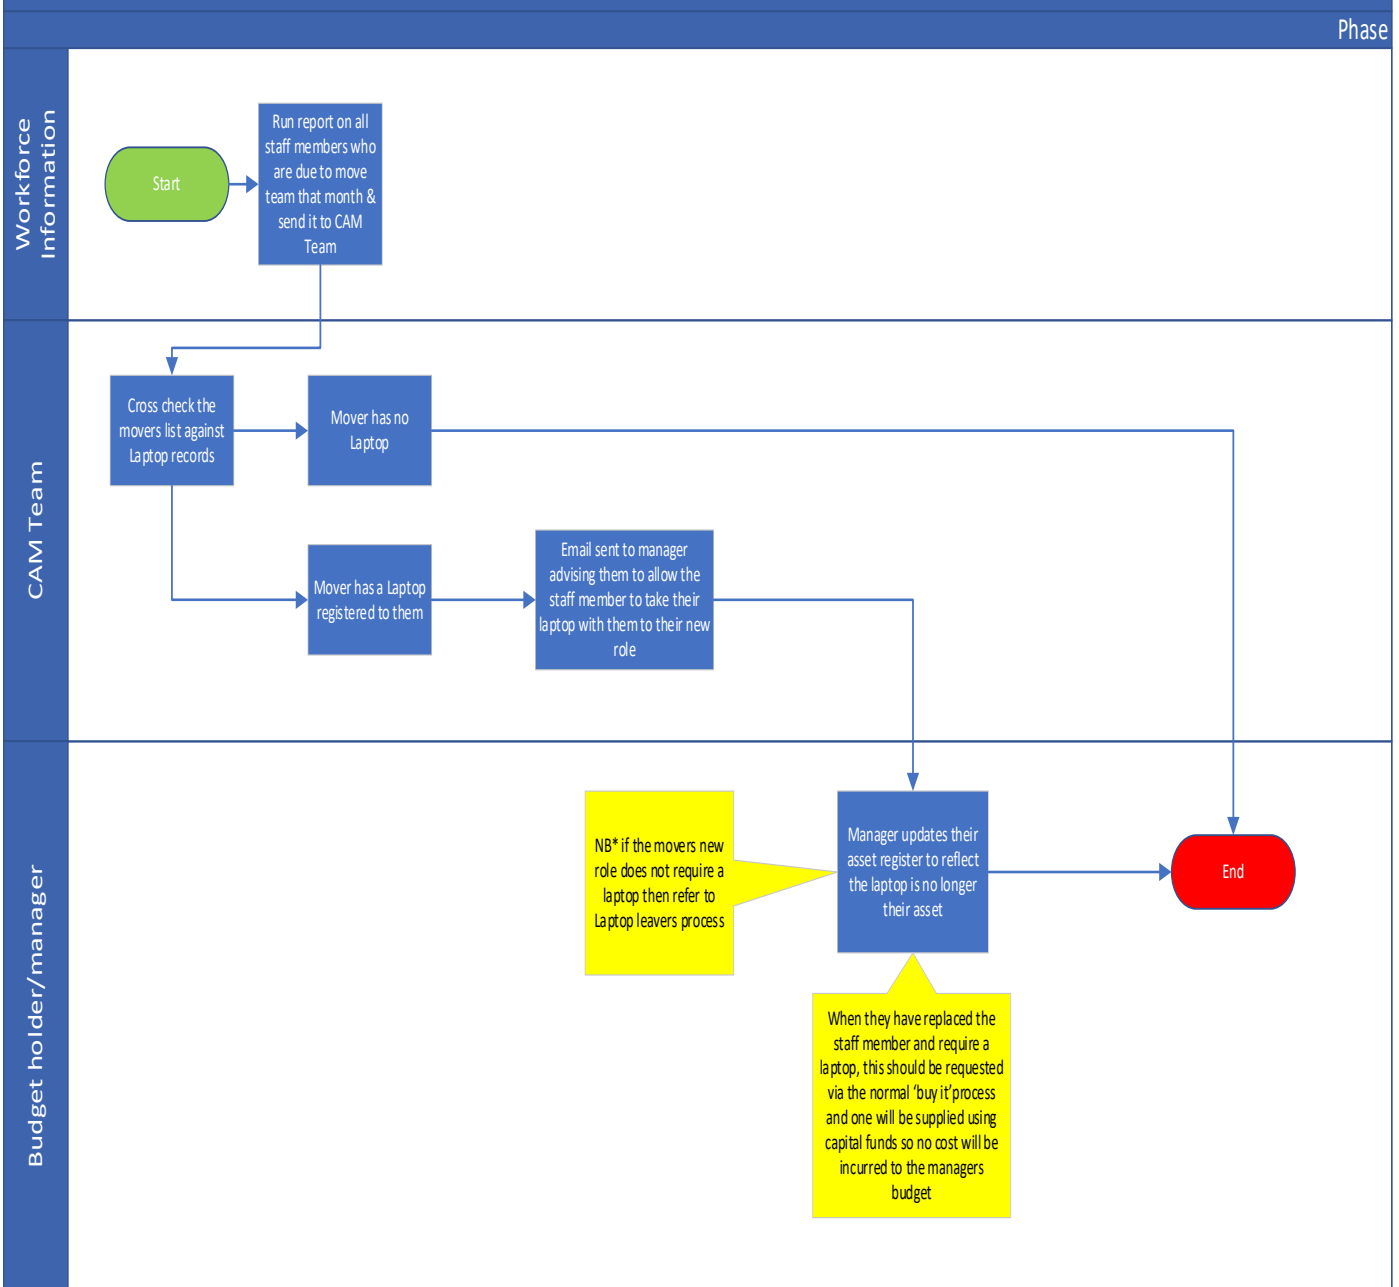 Phase
Workforce
Information
Start
Run report on all
staff members who
are due to move
team that month &
send it to CAM
Team
CAM Team
Cross check the
movers list against
Laptop records
Mover has no
Laptop
Mover has a Laptop
registered to them
Email sent to manager
advising them to allow the
staff member to take their
laptop with them to their new
role
Budget holder/manager
NB* if the movers new
role does not require a
laptop then refer to
Laptop leavers process
Manager updates their
asset register to reflect
the laptop is no longer
their asset
End
When they have replaced the
staff member and require a
laptop, this should be requested
via the normal ‘buy it’ process
and one will be supplied using
capital funds so no cost will be
incurred to the managers
budget